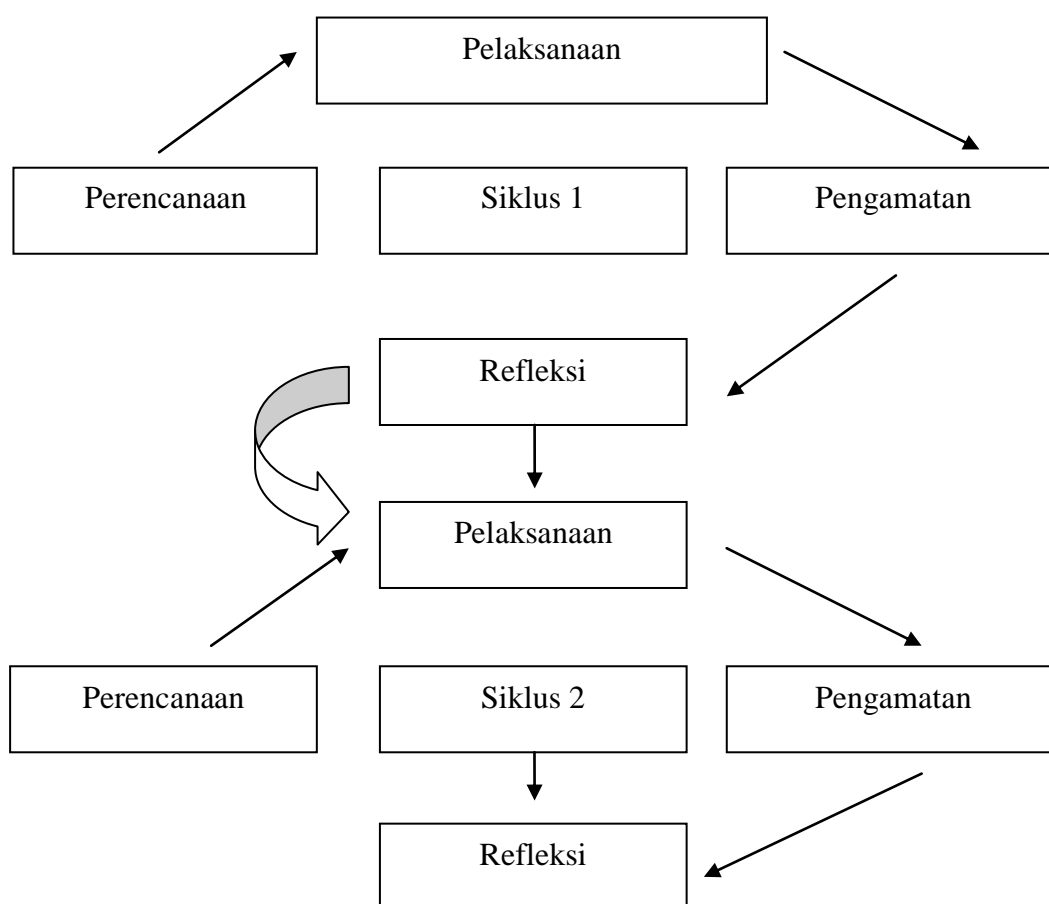 Pelaksanaan
Perencanaan
Siklus 1
Pengamatan
Refleksi
Pelaksanaan
Perencanaan
Siklus 2
Pengamatan
Refleksi